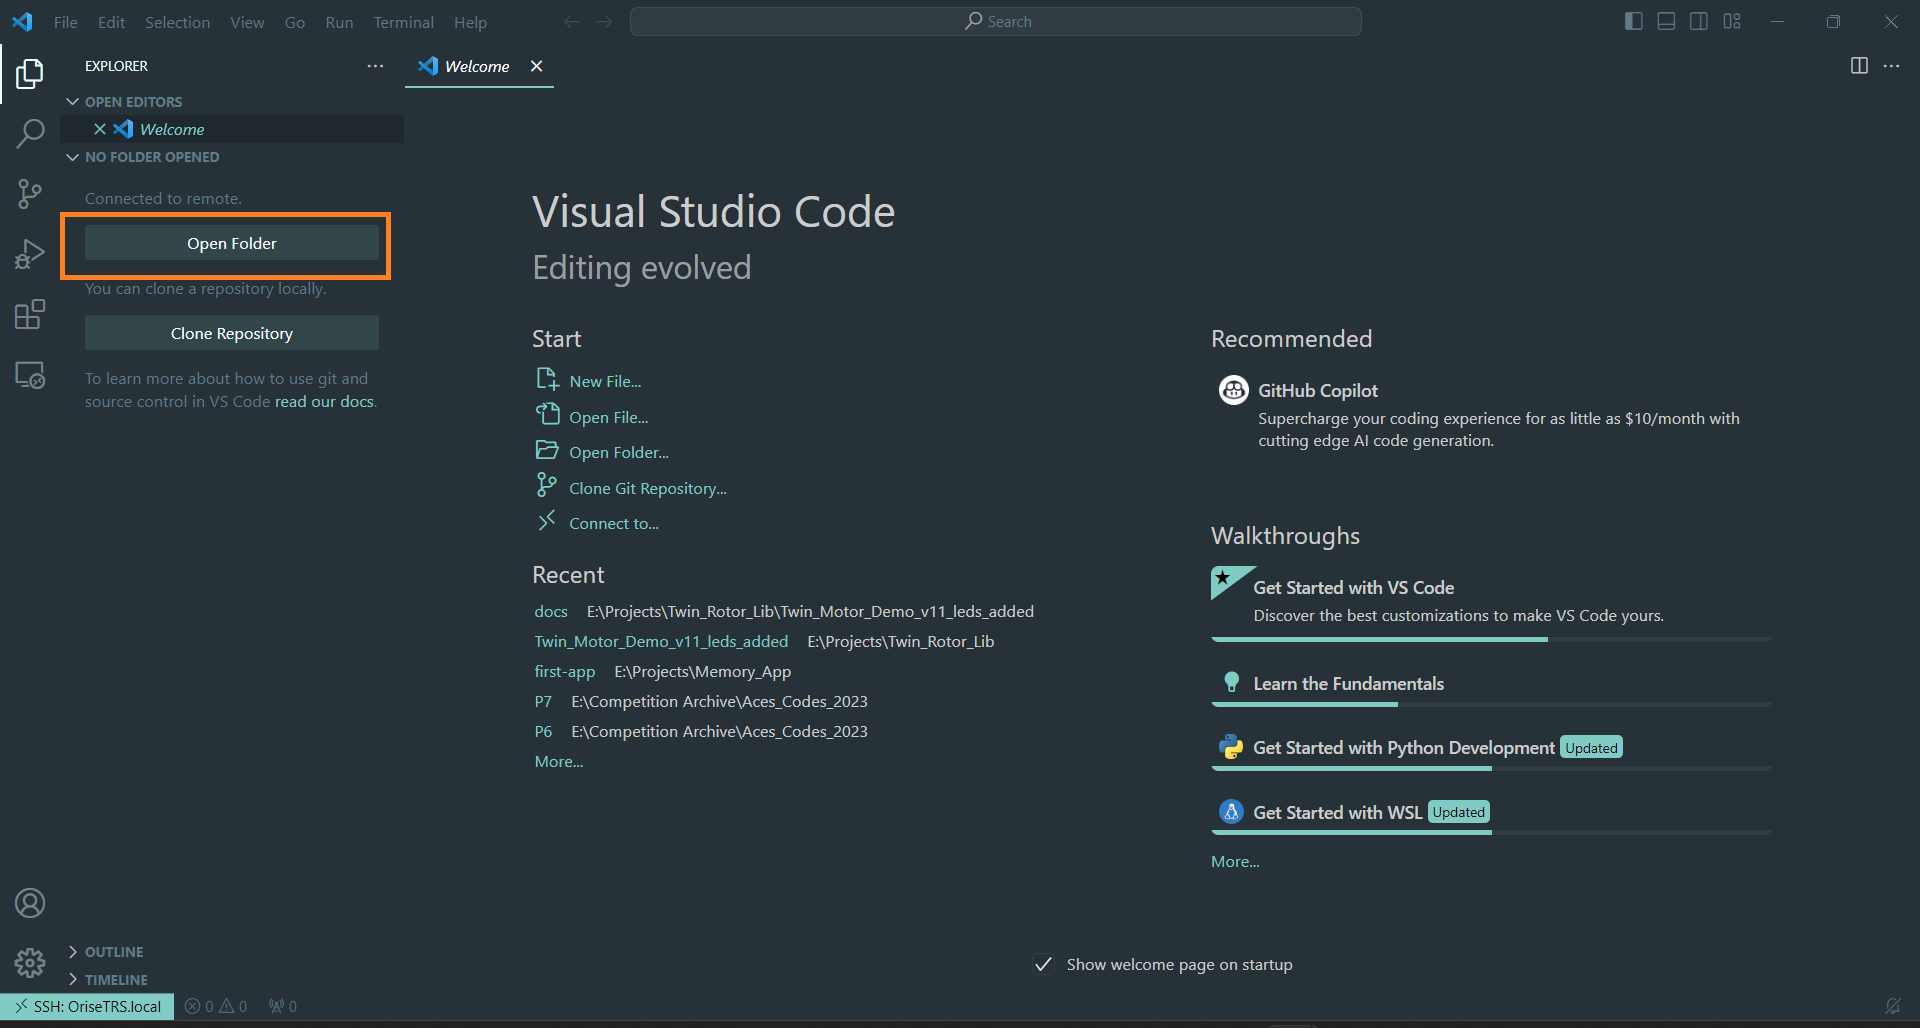 File Edit Selection View Go Run Terminal Help
Search
EXPLORER
OPEN EDITORS
Welcome
NO FOLDER OPENED
Connected to remote.
Open Folder
You can clone a repository locally.
Clone Repository
To learn more about how to use git and
source control in VS Code read our docs.
OUTLINE
TIMELINE
Welcome
Visual Studio Code
Editing evolved
Start
New File...
Open File...
Open Folder...
Clone Git Repository...
Connect to...
Recent
docs E:\Projects\Twin_Rotor_Lib\Twin_Motor_Demo_v11_leds_added
Twin_Motor_Demo_v11_leds_added E:\Projects\Twin_Rotor_Lib
first-app E:\Projects\Memory_App
P7 E:\Competition Archive\Aces_Codes_2023
P6 E:\Competition Archive\Aces_Codes_2023
More...
Recommended
GitHub Copilot
Supercharge your coding experience for as little as $10/month with
cutting edge AI code generation.
Walkthroughs
Get Started with VS Code
Discover the best customizations to make VS Code yours.
Learn the Fundamentals
Get Started with Python Development Updated
Get Started with WSL Updated
More...
Show welcome page on startup
SSH: OriseTRS.local 0 0 0